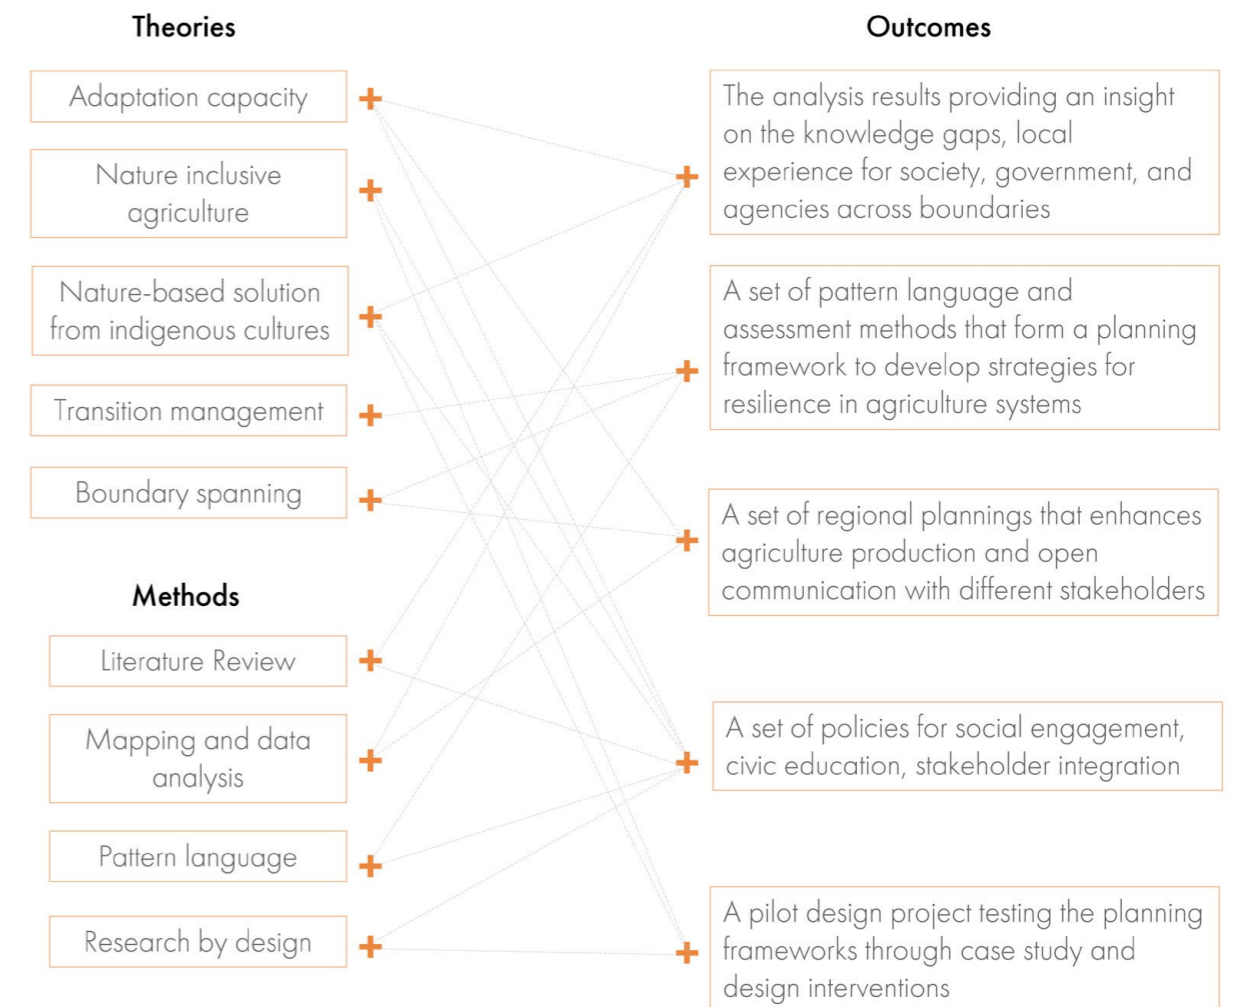 Theories
Adaptation capacity
Nature inclusive
agriculture
Nature-based solution
from indigenous cultures
Transition management
Boundary spanning
Methods
Literature Review
Mapping and data
analysis
Pattern language
Research by design
Outcomes
The analysis results providing an insight
on the knowledge gaps, local
experience for society, government, and
agencies across boundaries
A set of pattern language and
assessment methods that form a planning
framework to develop strategies for
resilience in agriculture systems
A set of regional plannings that enhances
agriculture production and open
communication with different stakeholders
A set of policies for social engagement,
civic education, stakeholder integration
A pilot design project testing the planning
frameworks through case study and
design interventions